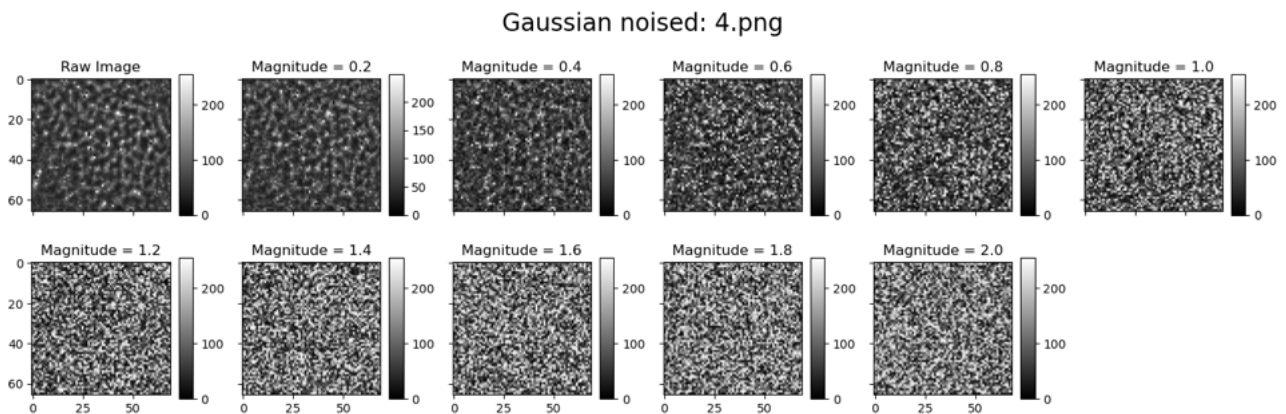 Gaussian noised: 4.png
Raw Image Magnitude = 0.2 Magnitude = 0.4 Magnitude = 0.6 Magnitude = 0.8 Magnitude = 1.0
0 200 200 200 200 200 200
20 150
100 100 100 100 100
40 100
50
60 0 0 0 0 0 0
0 25 50
Magnitude = 1.2 Magnitude = 1.4 Magnitude = 1.6 Magnitude = 1.8 Magnitude = 2.0
0 200 200 200 200 200
20
40 100 100 100 100 100
60 0 0 0 0 0
0 25 50 0 25 50 0 25 50 0 25 50 0 25 50